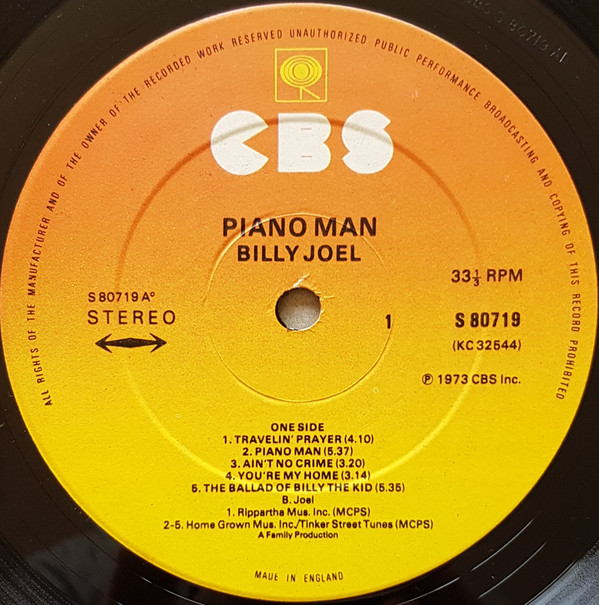 ALL RIGHTS OF THE MANUFACTURER AND OF THE OWNER OF THE RECORDED WORK RESERVED UNAUTHORIZED PUBLIC PERFORMANCE BROADCASTING AND COPYING OF THIS RECORD PROHIBITED
CBS
PIANO MAN
BILLY JOEL
33⅓ RPM
S 80719 A°
STEREO
1
S 80719
(KC 32544)
℗ 1973 CBS Inc.
ONE SIDE
1. TRAVELIN' PRAYER (4.10)
2. PIANO MAN (5.37)
3. AIN'T NO CRIME (3.20)
4. YOU'RE MY HOME (3.14)
5. THE BALLAD OF BILLY THE KID (5.35)
B. Joel
1. Rippartha Mus. Inc. (MCPS)
2-5. Home Grown Mus. Inc./Tinker Street Tunes (MCPS)
A Family Production
MADE IN ENGLAND